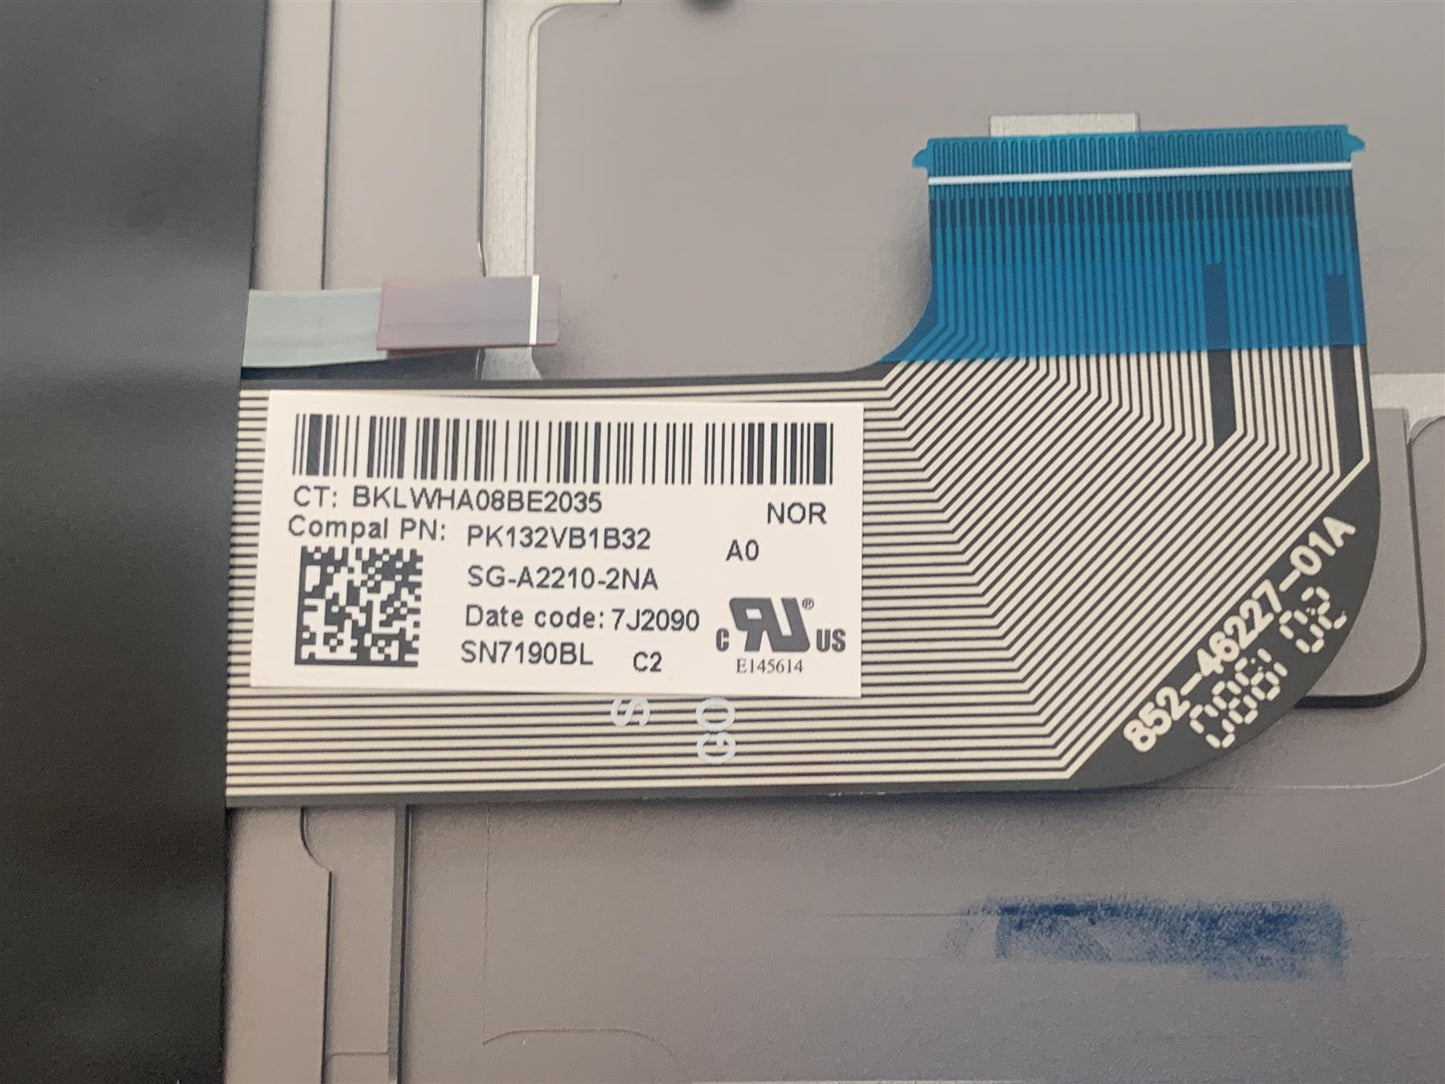 CT: BKLWHA08BE2035
NOR
Compal PN: PK132VB1B32
A0
SG-A2210-2NA
Date code: 7J2090
SN7190BL C2
c RU® US
E145614
S GO
852-46227-01A